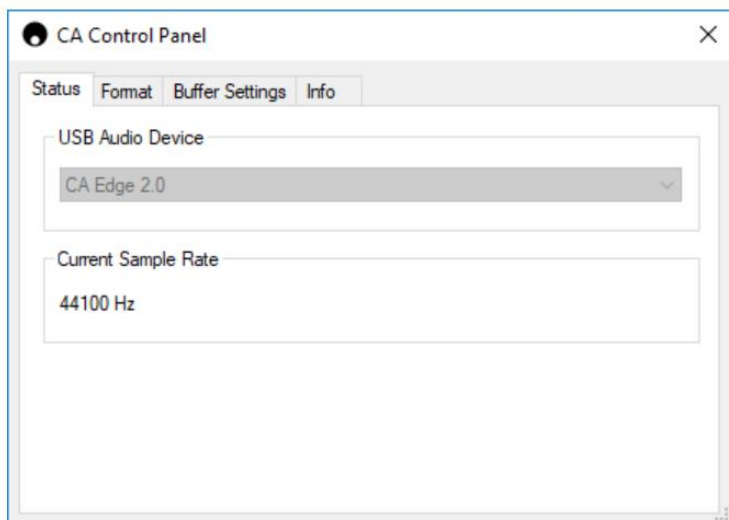 CA Control Panel
Status Format Buffer Settings Info
USB Audio Device
CA Edge 2.0
Current Sample Rate
44100 Hz